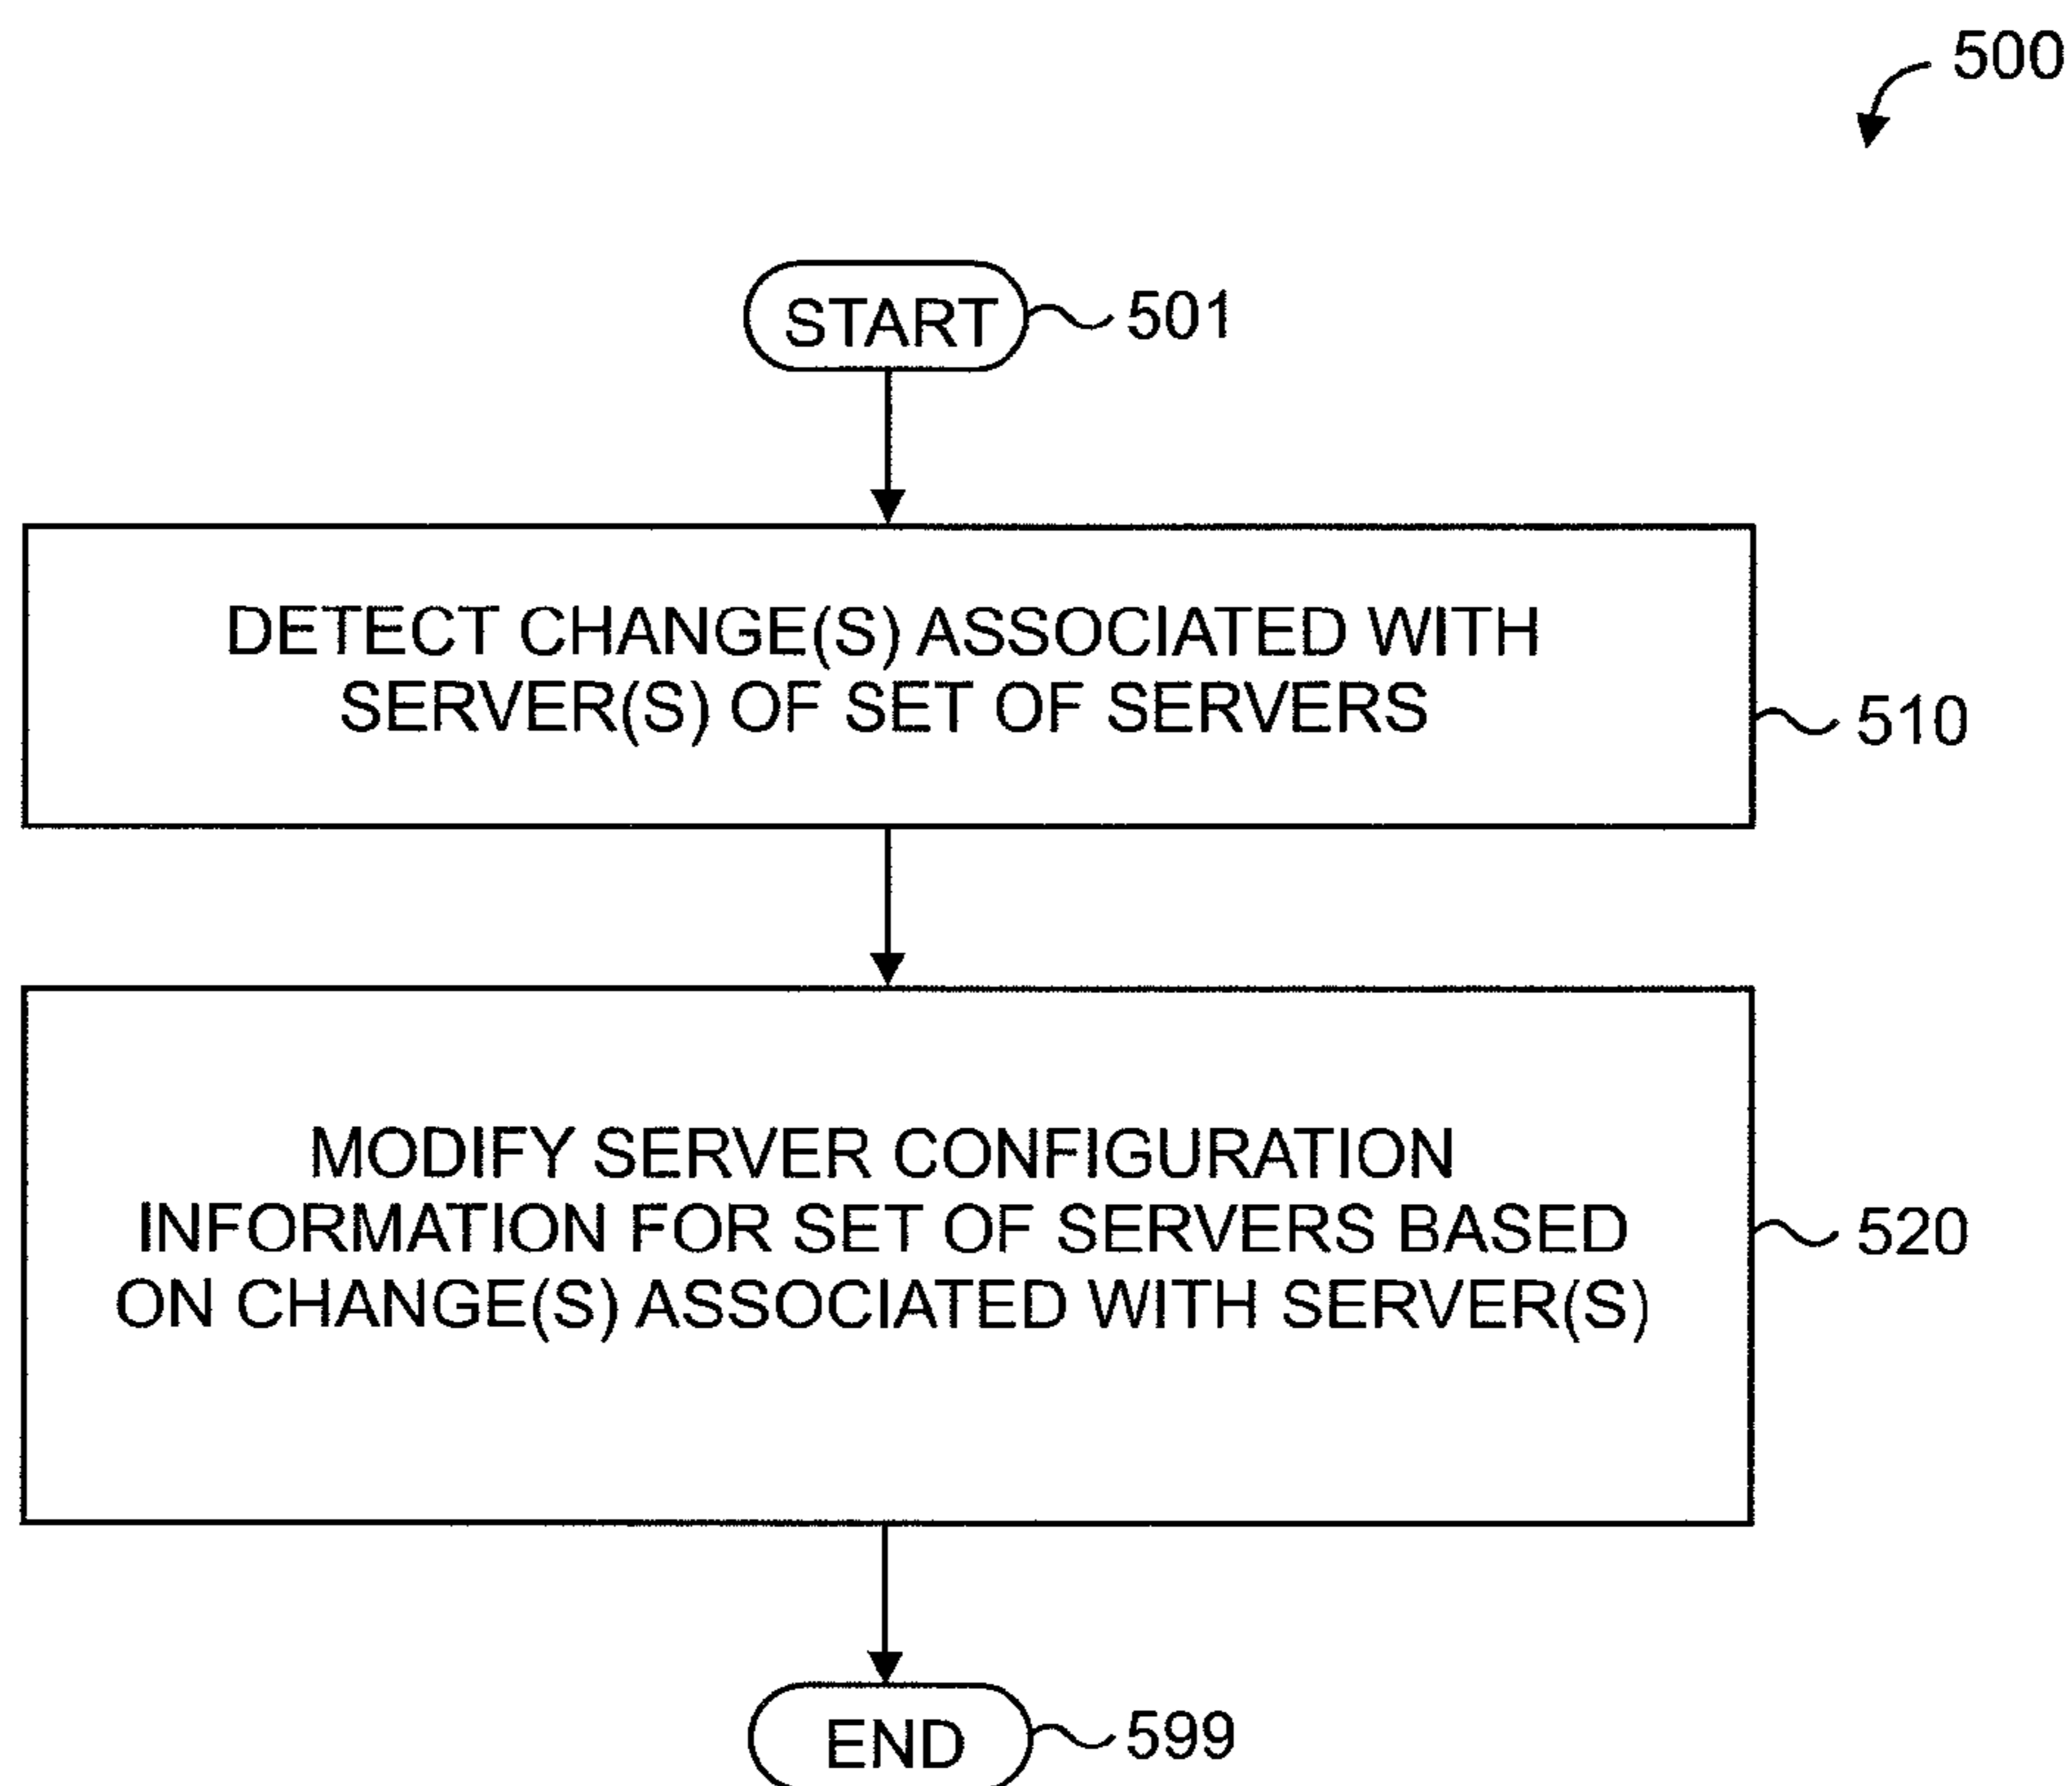 500
START
501
DETECT CHANGE(S) ASSOCIATED WITH
SERVER(S) OF SET OF SERVERS
510
MODIFY SERVER CONFIGURATION
INFORMATION FOR SET OF SERVERS BASED
ON CHANGE(S) ASSOCIATED WITH SERVER(S)
520
END
599